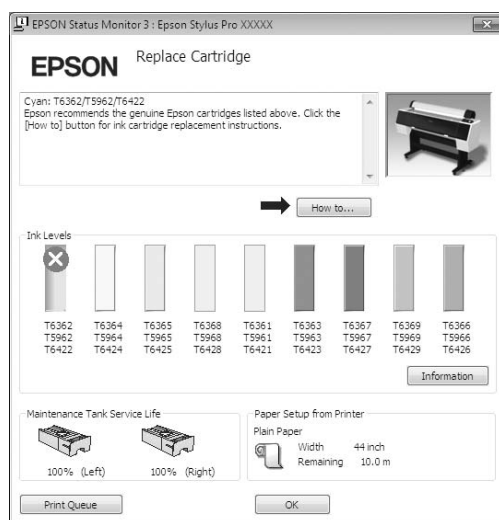 EPSON Status Monitor 3 : Epson Stylus Pro XXXXX
EPSON
Replace Cartridge
Cyan: T6362/T5962/T6422
Epson recommends the genuine Epson cartridges listed above. Click the
[How to] button for ink cartridge replacement instructions.
How to...
Ink Levels
T6362 T6364 T6365 T6368 T6361 T6363 T6367 T6369 T6366
T5962 T5964 T5965 T5968 T5961 T5963 T5967 T5969 T5966
T6422 T6424 T6425 T6428 T6421 T6423 T6427 T6429 T6426
Information
Maintenance Tank Service Life
100% (Left) 100% (Right)
Paper Setup from Printer
Plain Paper
Width 44 inch
Remaining 10.0 m
Print Queue
OK